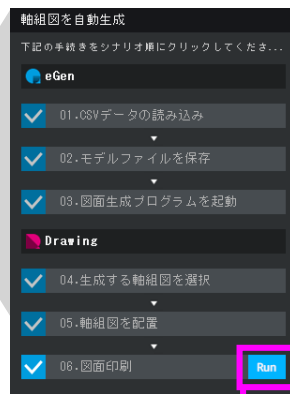 軸組図を自動生成
下記の手続きをシナリオ順にクリックしてくださ...
eGen
01.CSVデータの読み込み
02.モデルファイルを保存
03.図面生成プログラムを起動
Drawing
04.生成する軸組図を選択
05.軸組図を配置
06.図面印刷
Run